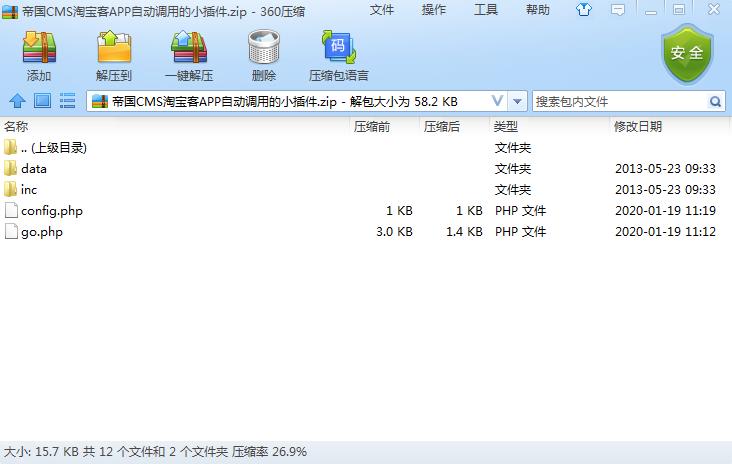 帝国CMS淘宝客APP自动调用的小插件.zip - 360压缩 文件 操作 工具 帮助
添加 解压到 一键解压 删除 压缩包语言 码 安全
帝国CMS淘宝客APP自动调用的小插件.zip - 解包大小为 58.2 KB 搜索包内文件
名称 压缩前 压缩后 类型 修改日期
.. (上级目录) 文件夹
data 文件夹 2013-05-23 09:33
inc 文件夹 2013-05-23 09:33
config.php 1 KB 1 KB PHP 文件 2020-01-19 11:19
go.php 3.0 KB 1.4 KB PHP 文件 2020-01-19 11:12
大小: 15.7 KB 共 12 个文件和 2 个文件夹 压缩率 26.9%